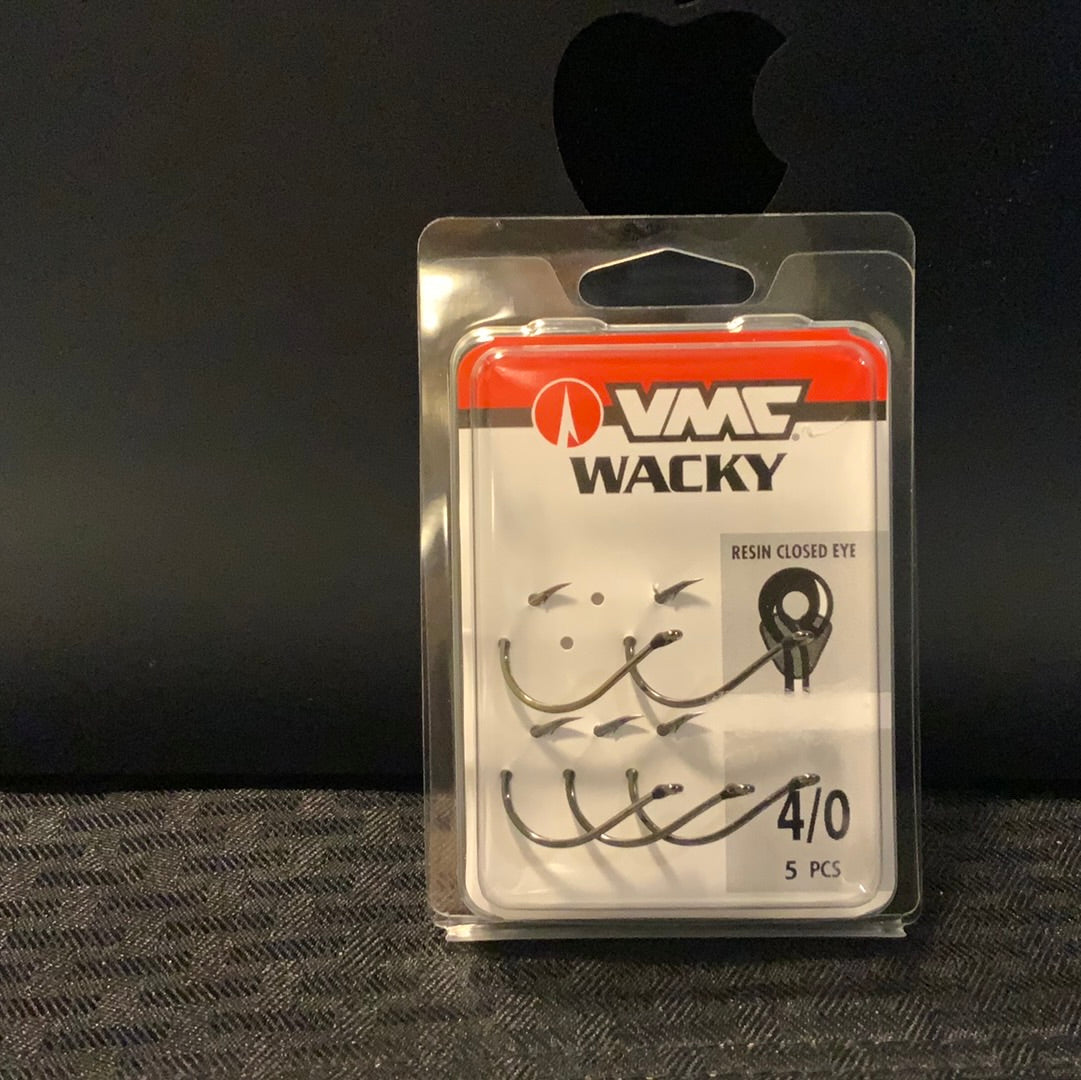 VMC
WACKY
RESIN CLOSED EYE
4/0
5 PCS